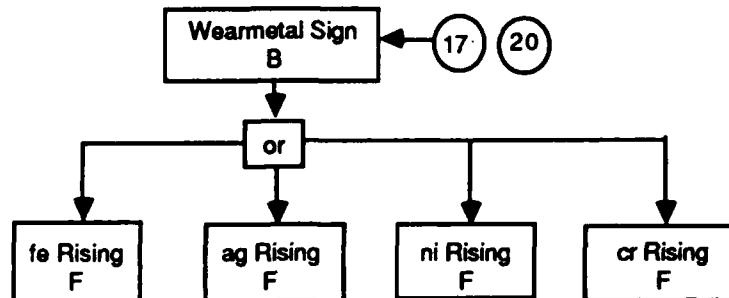 Wearmetal Sign
B
17 20
or
fe Rising
F
ag Rising
F
ni Rising
F
cr Rising
F